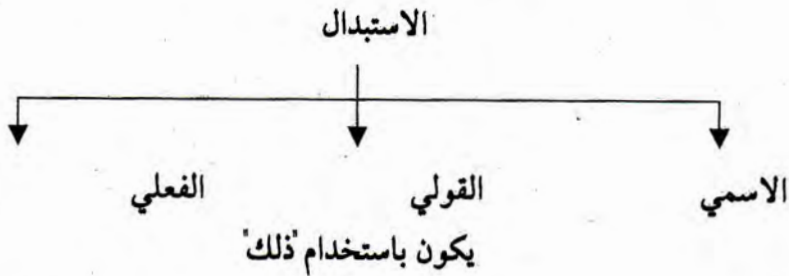 الاستبدال
الاسمي القولي الفعلي
يكون باستخدام "ذلك"